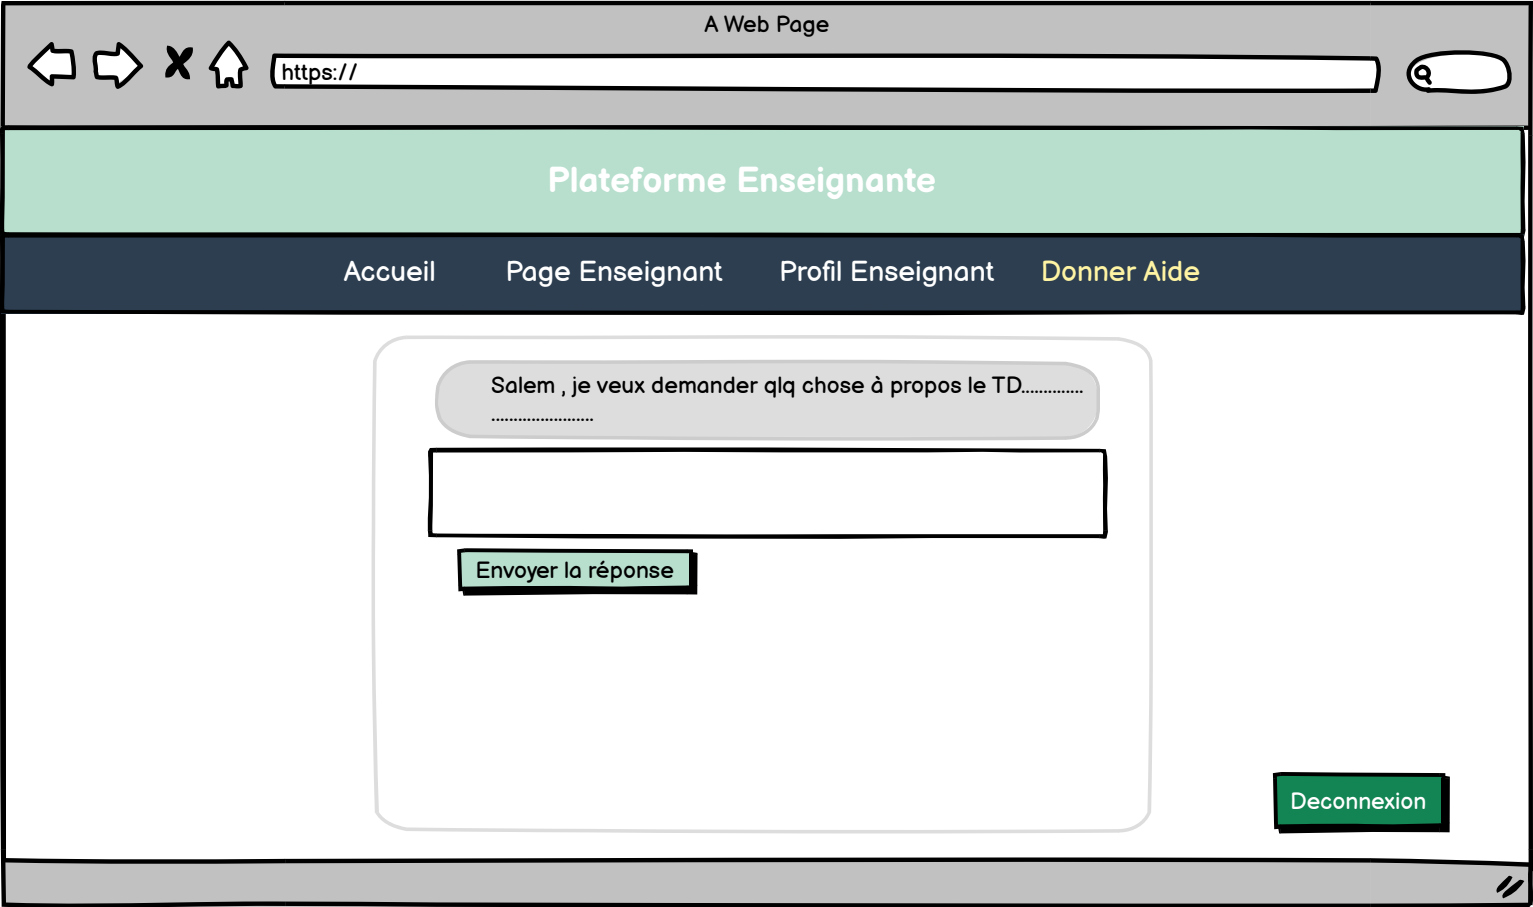 A Web Page
https://
Plateforme Enseignante
Accueil Page Enseignant Profil Enseignant Donner Aide
Salem , je veux demander qlq chose à propos le TD..............
.......................
Envoyer la réponse
Deconnexion